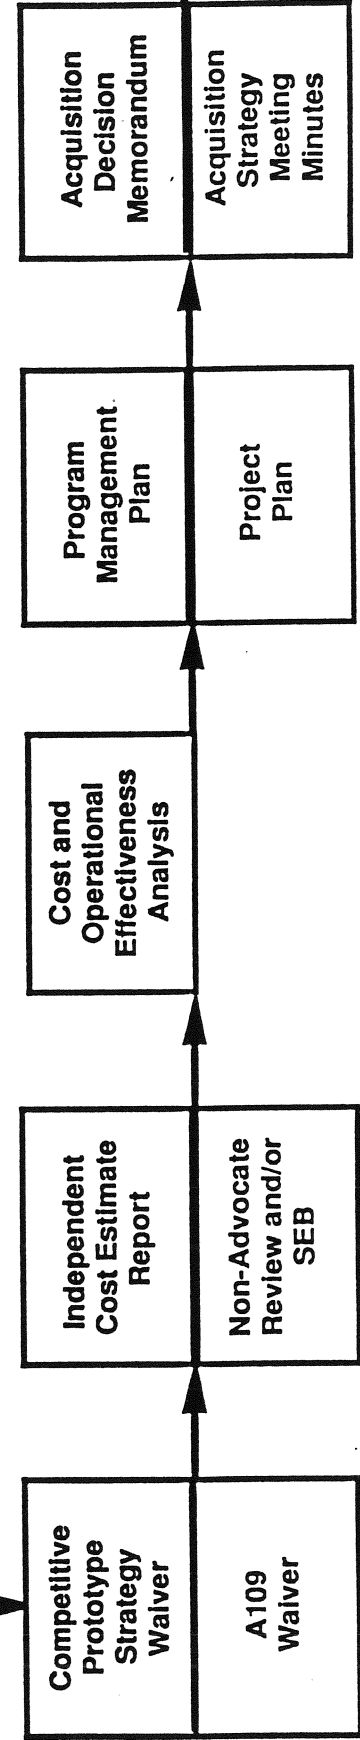 Competitive
Prototype
Strategy
Waiver
A109
Waiver
Independent
Cost Estimate
Report
Non-Advocate
Review and/or
SEB
Cost and
Operational
Effectiveness
Analysis
Program
Management
Plan
Project
Plan
Acquisition
Decision
Memorandum
Acquisition
Strategy
Meeting
Minutes